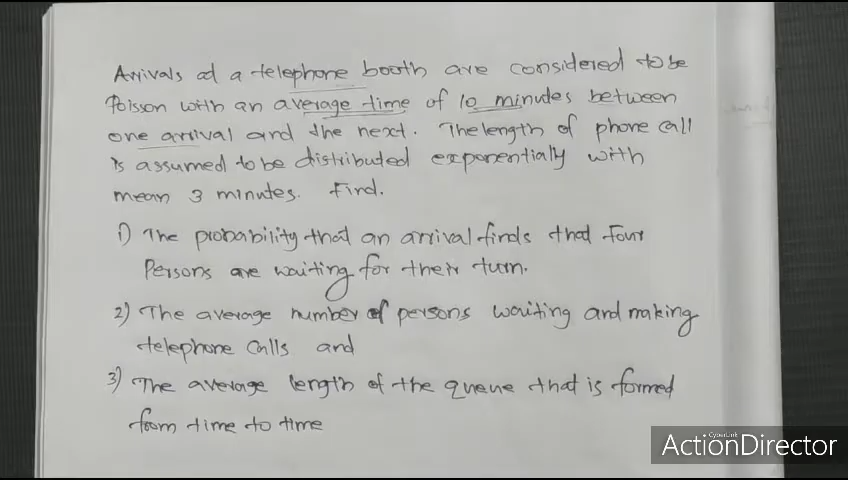 Arrivals at a telephone booth are considered to be
Poisson with an average time of 10 minutes between
one arrival and the next. The length of phone call
is assumed to be distributed exponentially with
mean 3 minutes. Find.
1) The probability that an arrival finds that Four
Persons are waiting for their turn.
2) The average number of persons waiting and making
telephone Calls and
3) The average length of the queue that is formed
from time to time
CyberLink
ActionDirector